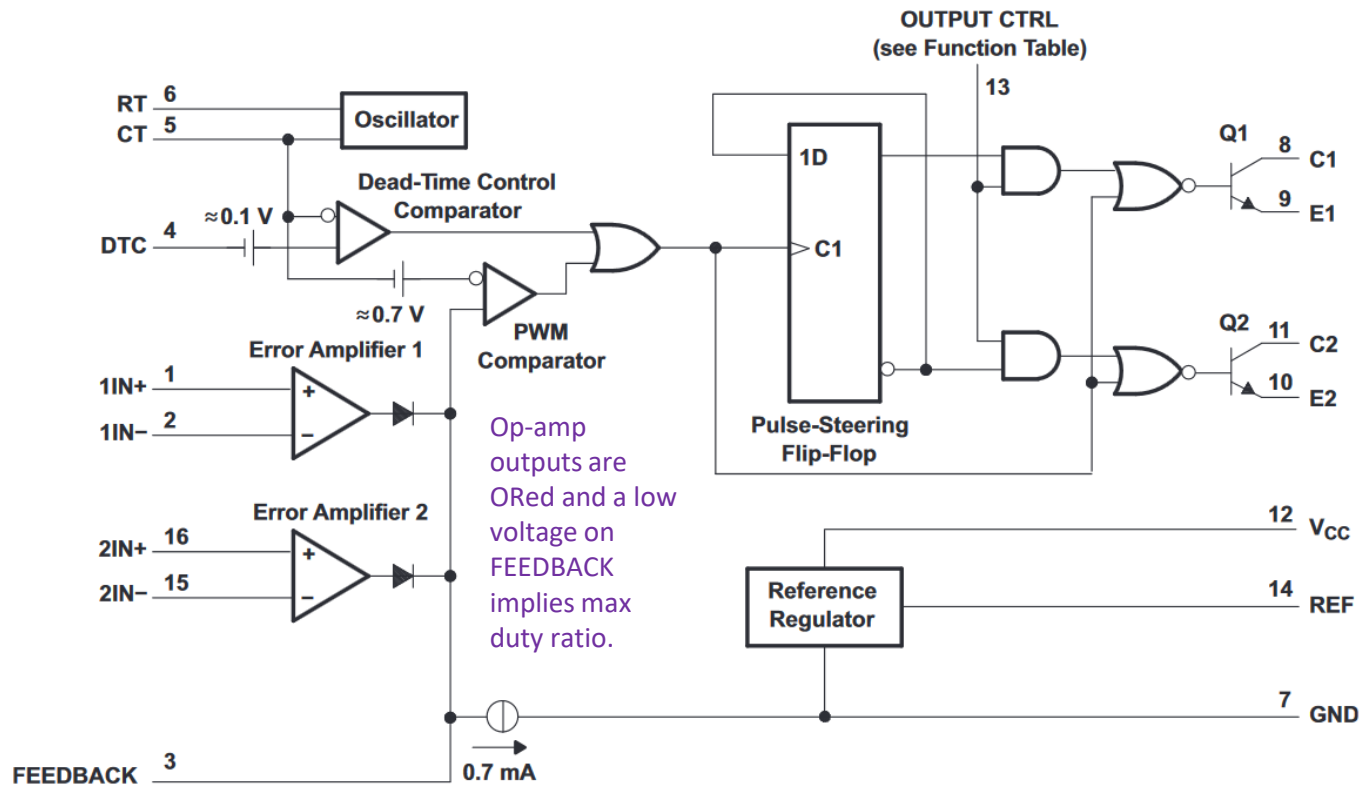 OUTPUT CTRL
(see Function Table)
13
RT 6
CT 5
Oscillator
Dead-Time Control
Comparator
≈0.1 V
DTC 4
≈0.7 V
PWM
Comparator
1D
C1
Pulse-Steering
Flip-Flop
Q1
8 C1
9 E1
Q2
11 C2
10 E2
Error Amplifier 1
1IN+ 1
1IN− 2
+
−
Op-amp
outputs are
ORed and a low
voltage on
FEEDBACK
implies max
duty ratio.
Error Amplifier 2
2IN+ 16
2IN− 15
+
−
12 VCC
Reference
Regulator
14 REF
7 GND
0.7 mA
FEEDBACK 3